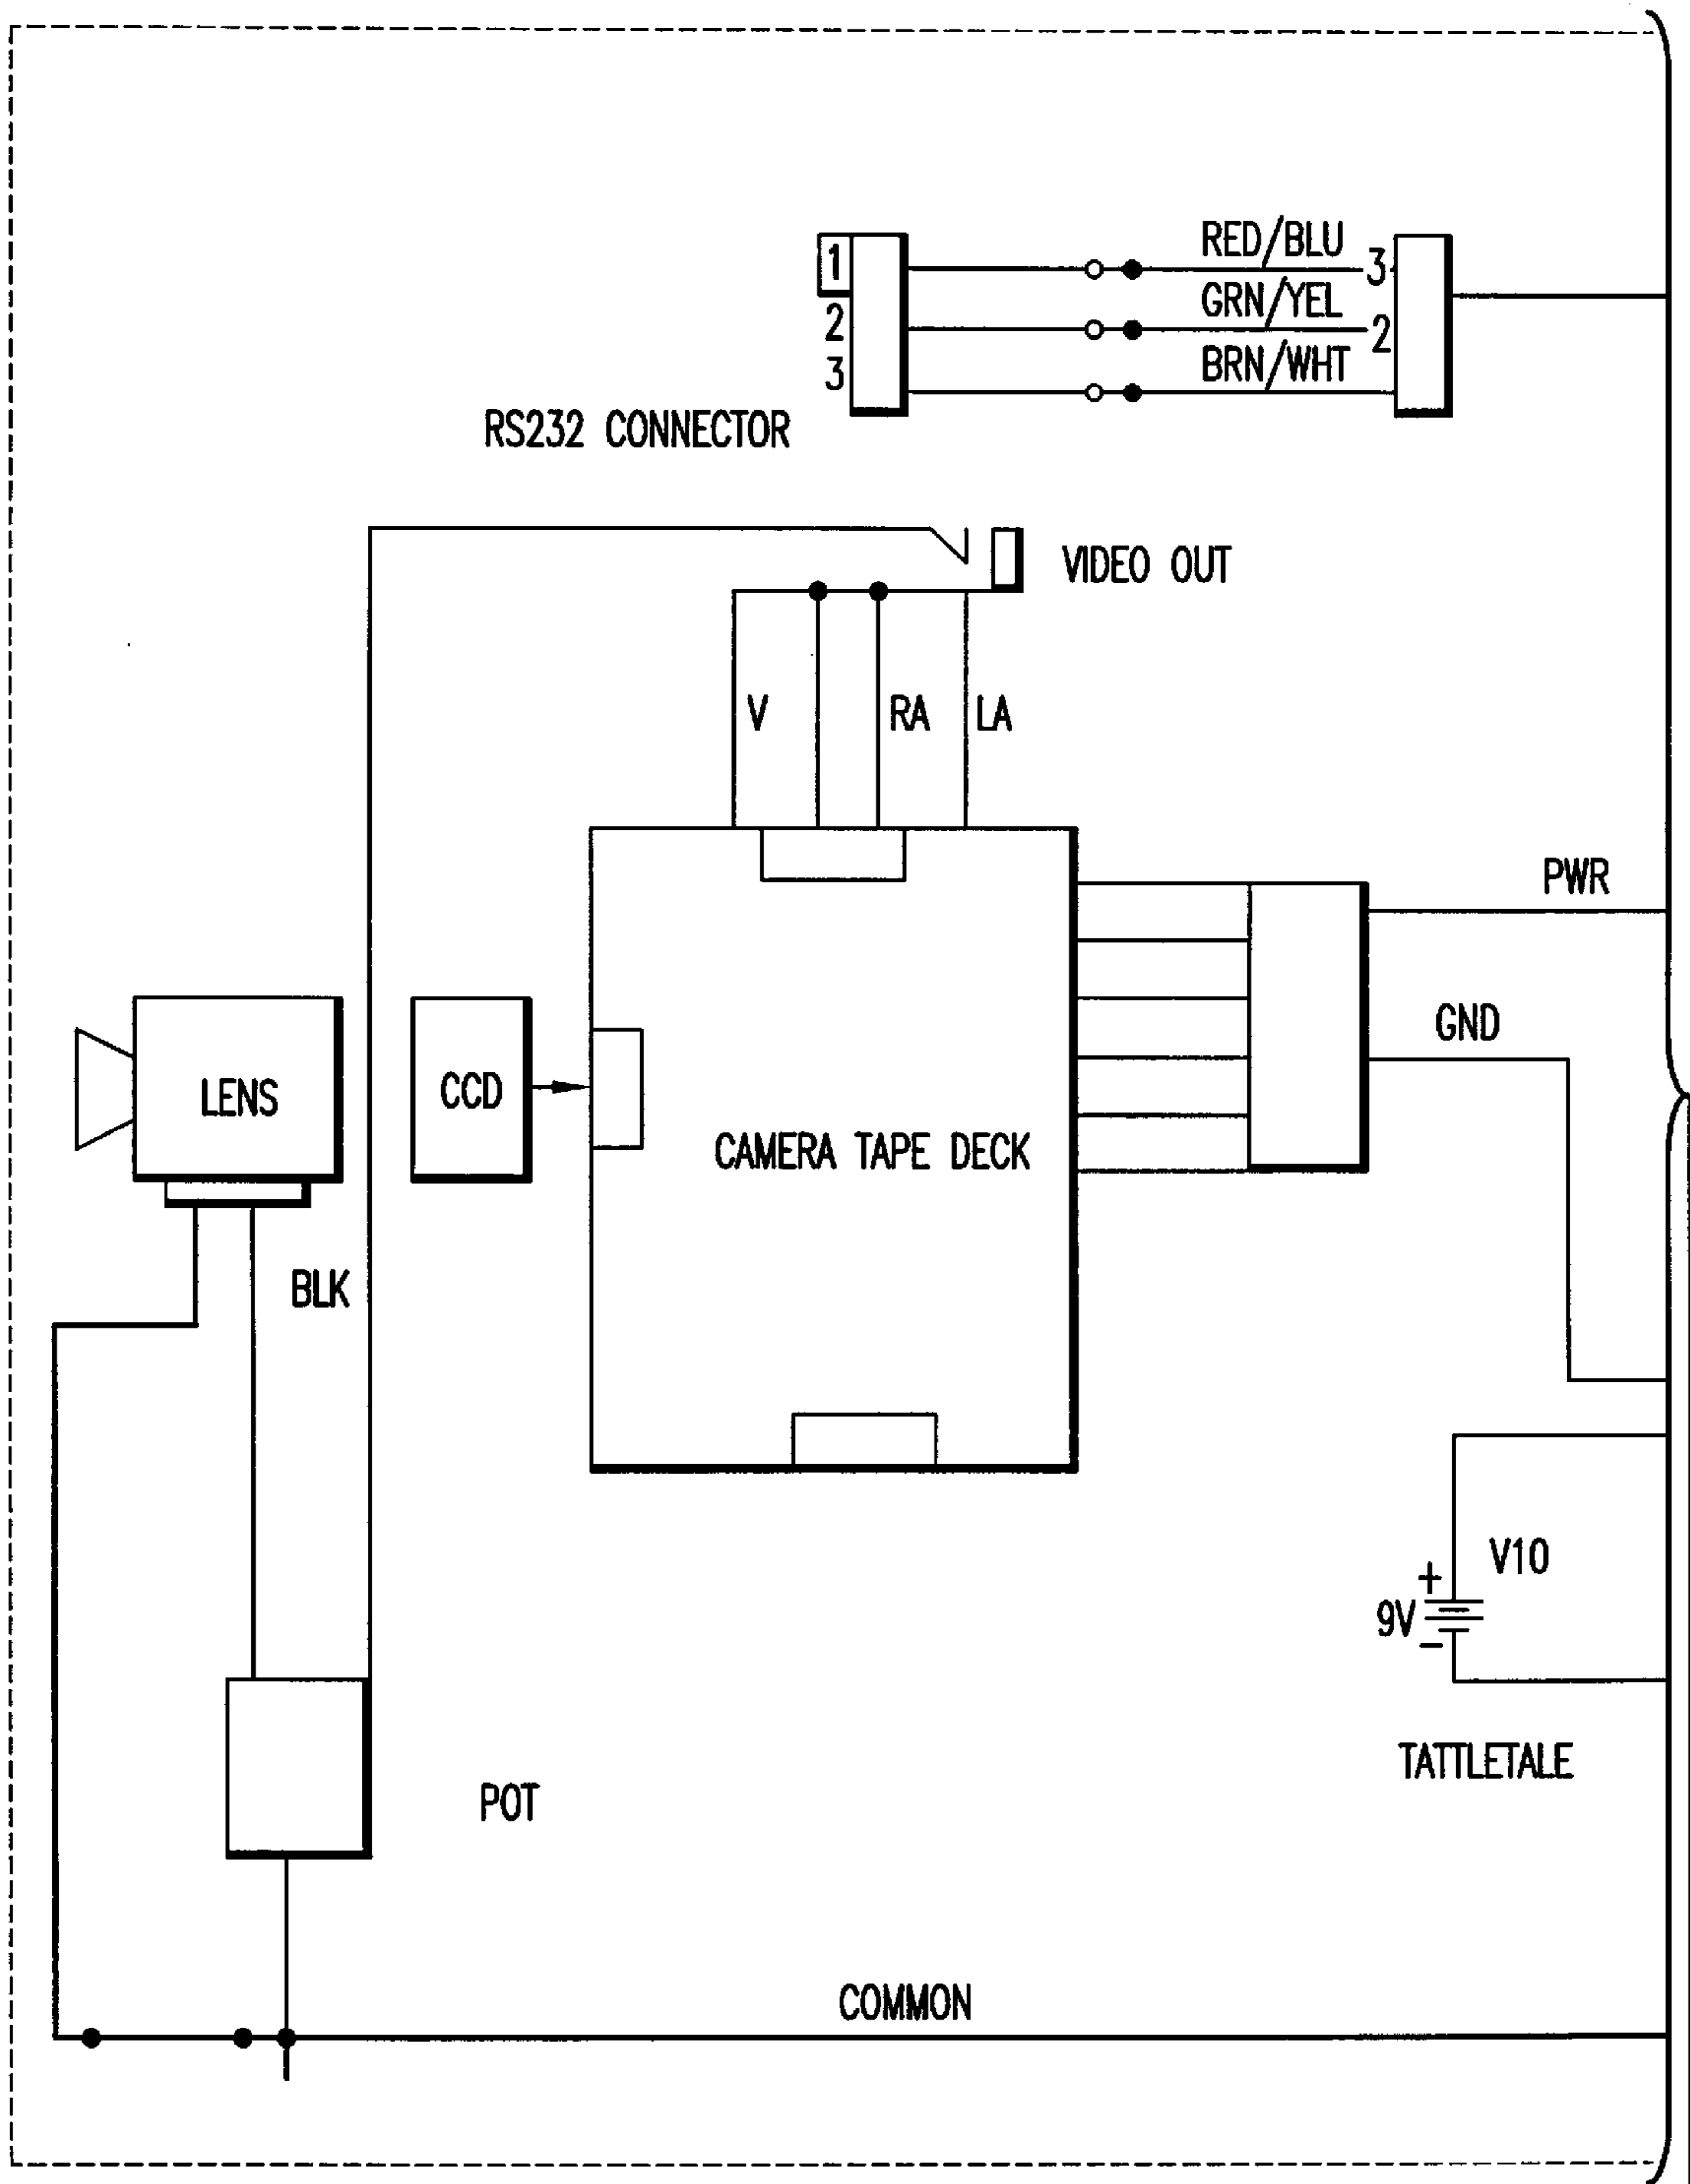 RED/BLU
1
3
GRN/YEL
2
2
BRN/WHT
3
RS232 CONNECTOR
VIDEO OUT
V
RA
LA
PWR
GND
LENS
CCD
CAMERA TAPE DECK
BLK
V10
+
9V
−
TATTLETALE
POT
COMMON